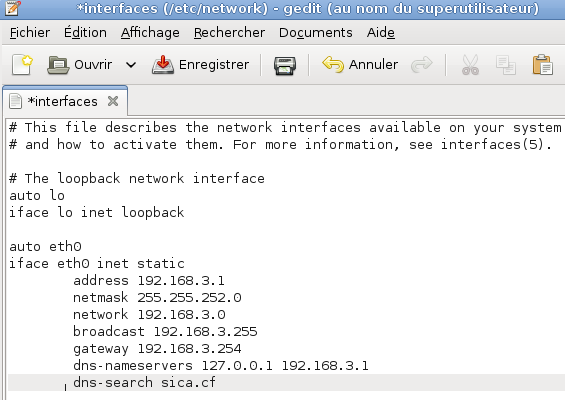 *interfaces (/etc/network) - gedit (au nom du superutilisateur)
Fichier Édition Affichage Rechercher Documents Aide
Ouvrir Enregistrer Annuler
*interfaces
# This file describes the network interfaces available on your system
# and how to activate them. For more information, see interfaces(5).
# The loopback network interface
auto lo
iface lo inet loopback
auto eth0
iface eth0 inet static
address 192.168.3.1
netmask 255.255.252.0
network 192.168.3.0
broadcast 192.168.3.255
gateway 192.168.3.254
dns-nameservers 127.0.0.1 192.168.3.1
dns-search sica.cf